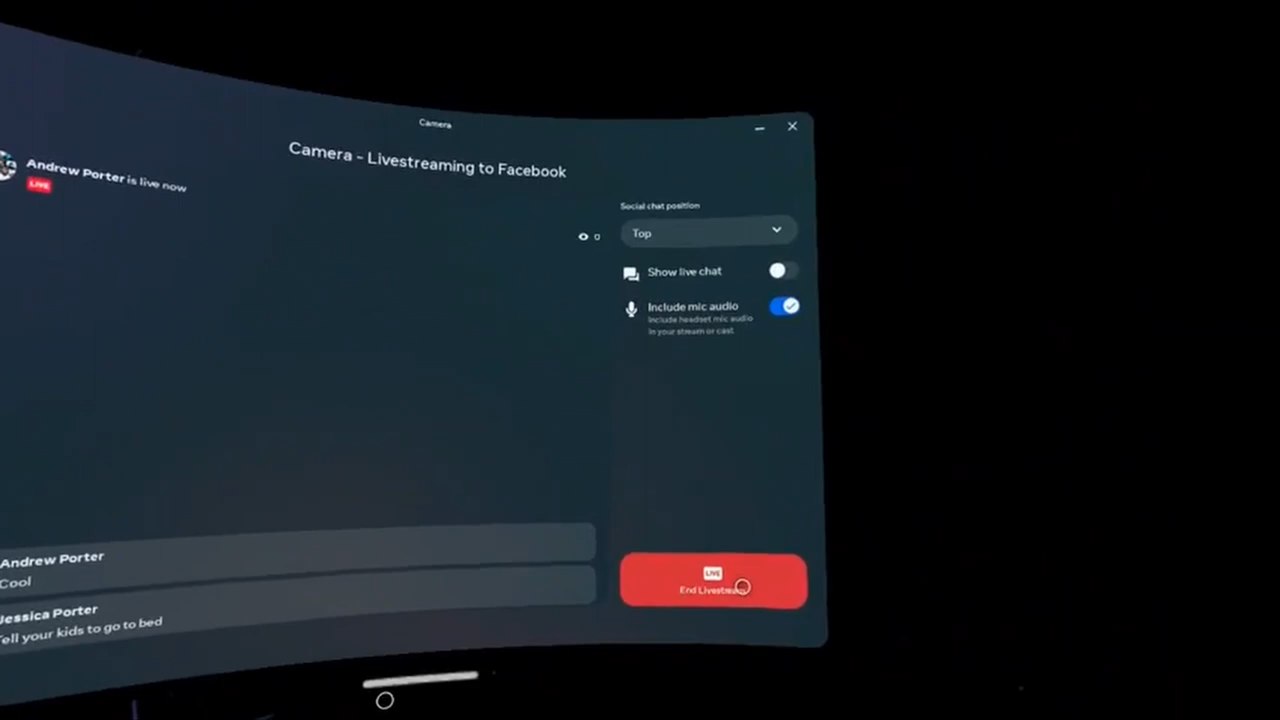 Camera
Camera - Livestreaming to Facebook
Andrew Porter is live now
LIVE
0
Social chat position
Top
Show live chat
Include mic audio
Include headset mic audio
in your stream or cast
Andrew Porter
Cool
Jessica Porter
Tell your kids to go to bed
LIVE
End Livestream